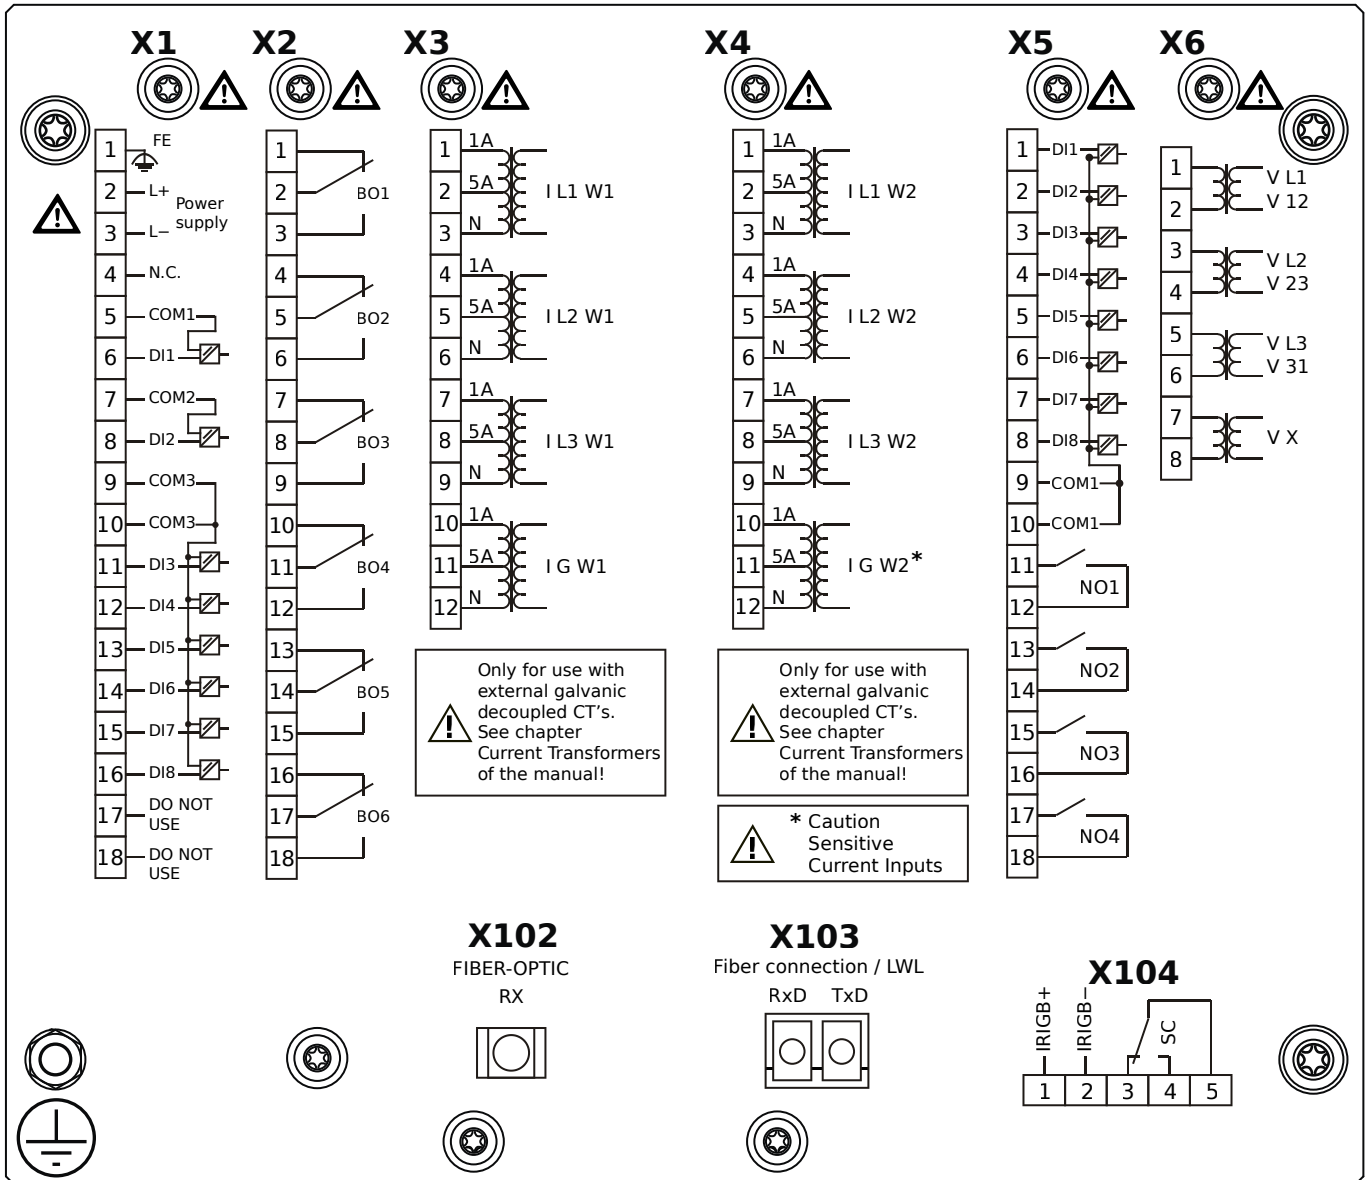 X1 X2 X3 X4 X5 X6
1 FE
2 L+
Power
supply
3 L−
4 N.C.
5 COM1
6 DI1
7 COM2
8 DI2
9 COM3
10 COM3
11 DI3
12 DI4
13 DI5
14 DI6
15 DI7
16 DI8
17 DO NOT
USE
18 DO NOT
USE
1
2 BO1
3
4
5 BO2
6
7
8 BO3
9
10
11 BO4
12
13
14 BO5
15
16
17 BO6
18
1 1A
2 5A I L1 W1
3 N
4 1A
5 5A I L2 W1
6 N
7 1A
8 5A I L3 W1
9 N
10 1A
11 5A I G W1
12 N
Only for use with
external galvanic
decoupled CT's.
See chapter
Current Transformers
of the manual!
1 1A
2 5A I L1 W2
3 N
4 1A
5 5A I L2 W2
6 N
7 1A
8 5A I L3 W2
9 N
10 1A
11 5A I G W2*
12 N
Only for use with
external galvanic
decoupled CT's.
See chapter
Current Transformers
of the manual!
* Caution
Sensitive
Current Inputs
1 DI1
2 DI2
3 DI3
4 DI4
5 DI5
6 DI6
7 DI7
8 DI8
9 COM1
10 COM1
11
NO1
12
13
NO2
14
15
NO3
16
17
NO4
18
1
V L1
V 12
2
3
V L2
V 23
4
5
V L3
V 31
6
7
V X
8
X102
FIBER-OPTIC
RX
X103
Fiber connection / LWL
RxD TxD
X104
IRIGB+
IRIGB−
SC
1 2 3 4 5